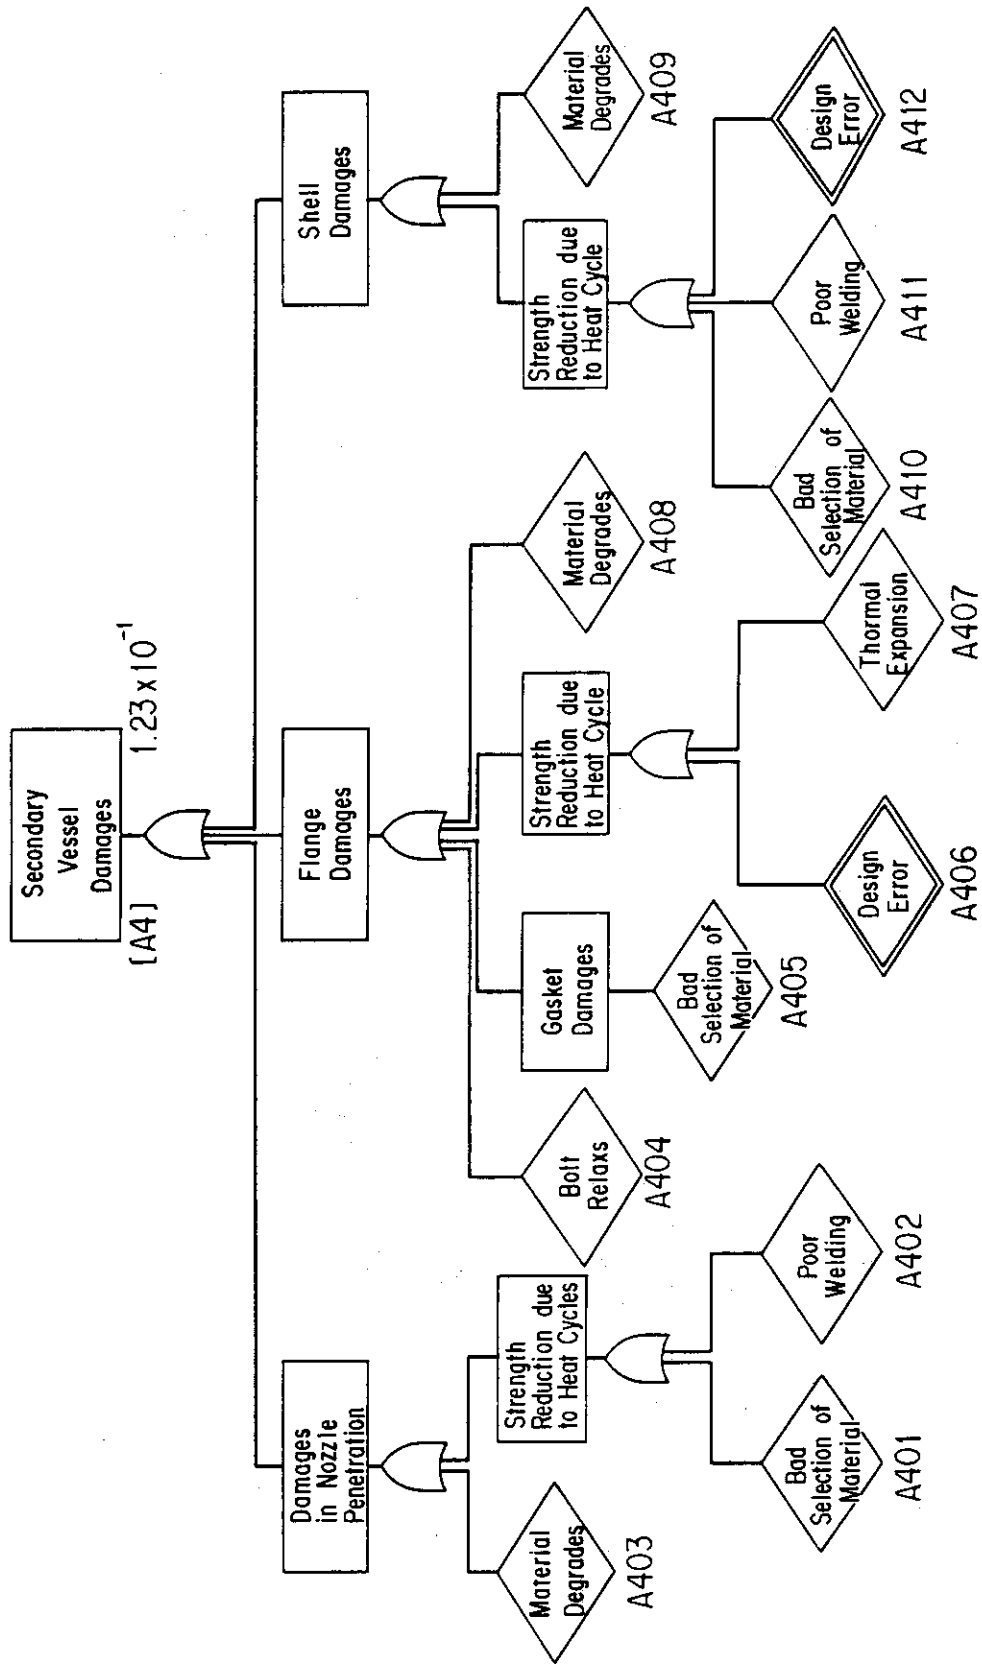 Secondary
Vessel
Damages
[A4]
1.23 x 10⁻¹
Damages
in Nozzle
Penetration
Flange
Damages
Shell
Damages
Material
Degrades
A403
Strength
Reduction due
to Heat Cycles
Bad
Selection of
Material
A401
Poor
Welding
A402
Bolt
Relaxs
A404
Gasket
Damages
Bad
Selection of
Material
A405
Strength
Reduction due
to Heat Cycle
Design
Error
A406
Thormal
Expansion
A407
Material
Degrades
A408
Strength
Reduction due
to Heat Cycle
Bad
Selection of
Material
A410
Poor
Welding
A411
Design
Error
A412
Material
Degrades
A409